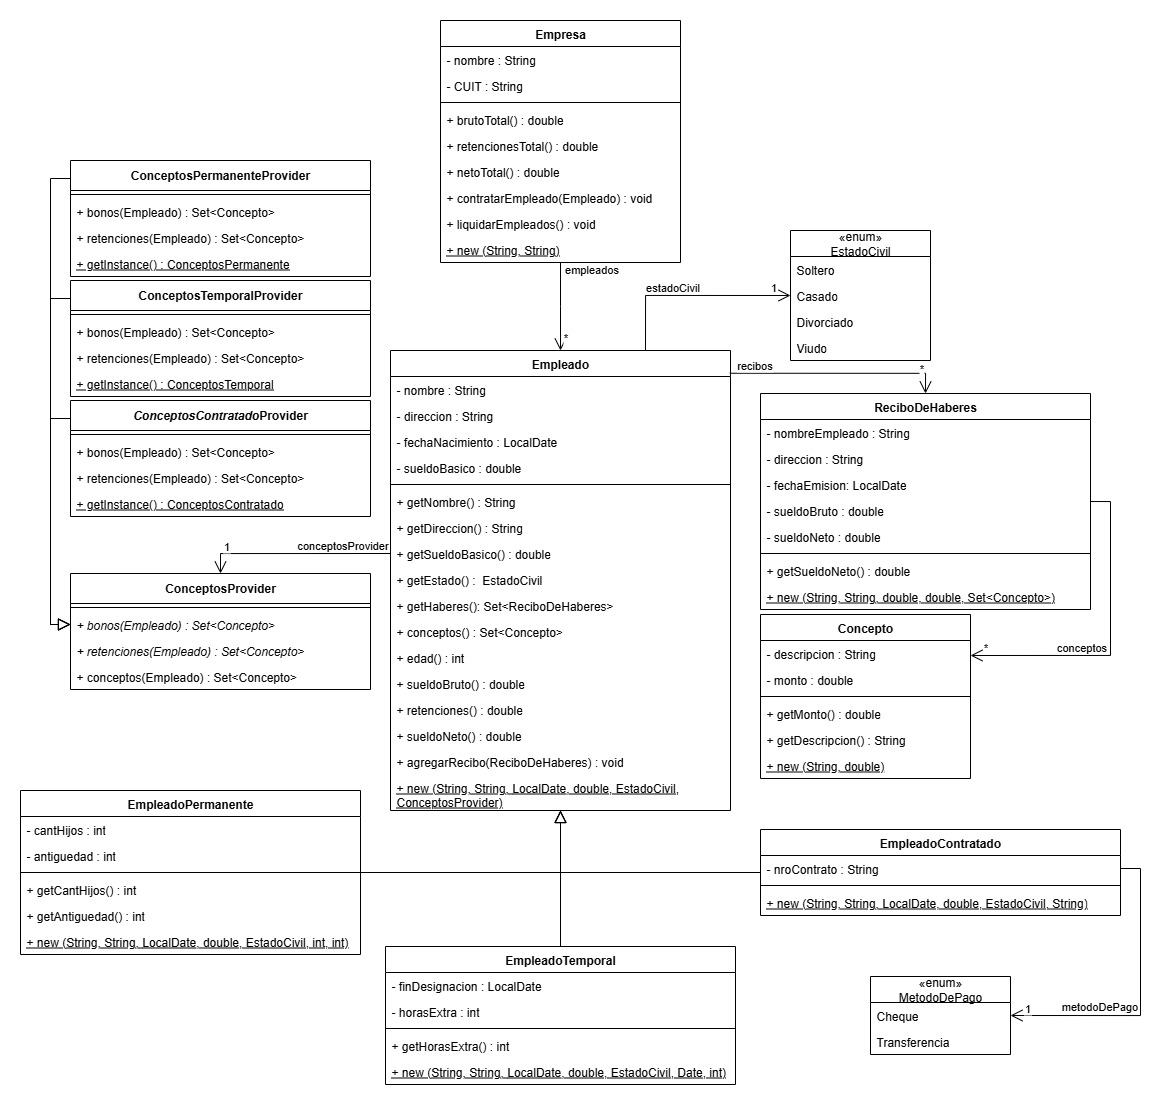 Empresa
- nombre : String
- CUIT : String
+ brutoTotal() : double
+ retencionesTotal() : double
+ netoTotal() : double
+ contratarEmpleado(Empleado) : void
+ liquidarEmpleados() : void
+ new (String, String)
empleados
*
ConceptosPermanenteProvider
+ bonos(Empleado) : Set<Concepto>
+ retenciones(Empleado) : Set<Concepto>
+ getInstance() : ConceptosPermanente
ConceptosTemporalProvider
+ bonos(Empleado) : Set<Concepto>
+ retenciones(Empleado) : Set<Concepto>
+ getInstance() : ConceptosTemporal
ConceptosContratadoProvider
+ bonos(Empleado) : Set<Concepto>
+ retenciones(Empleado) : Set<Concepto>
+ getInstance() : ConceptosContratado
1
conceptosProvider
ConceptosProvider
+ bonos(Empleado) : Set<Concepto>
+ retenciones(Empleado) : Set<Concepto>
+ conceptos(Empleado) : Set<Concepto>
estadoCivil
1
«enum»
EstadoCivil
Soltero
Casado
Divorciado
Viudo
Empleado
- nombre : String
- direccion : String
- fechaNacimiento : LocalDate
- sueldoBasico : double
+ getNombre() : String
+ getDireccion() : String
+ getSueldoBasico() : double
+ getEstado() :  EstadoCivil
+ getHaberes(): Set<ReciboDeHaberes>
+ conceptos() : Set<Concepto>
+ edad() : int
+ sueldoBruto() : double
+ retenciones() : double
+ sueldoNeto() : double
+ agregarRecibo(ReciboDeHaberes) : void
+ new (String, String, LocalDate, double, EstadoCivil,
ConceptosProvider)
recibos
*
ReciboDeHaberes
- nombreEmpleado : String
- direccion : String
- fechaEmision: LocalDate
- sueldoBruto : double
- sueldoNeto : double
+ getSueldoNeto() : double
+ new (String, String, double, double, Set<Concepto>)
conceptos
*
Concepto
- descripcion : String
- monto : double
+ getMonto() : double
+ getDescripcion() : String
+ new (String, double)
EmpleadoPermanente
- cantHijos : int
- antiguedad : int
+ getCantHijos() : int
+ getAntiguedad() : int
+ new (String, String, LocalDate, double, EstadoCivil, int, int)
EmpleadoContratado
- nroContrato : String
+ new (String, String, LocalDate, double, EstadoCivil, String)
EmpleadoTemporal
- finDesignacion : LocalDate
- horasExtra : int
+ getHorasExtra() : int
+ new (String, String, LocalDate, double, EstadoCivil, Date, int)
metodoDePago
1
«enum»
MetodoDePago
Cheque
Transferencia